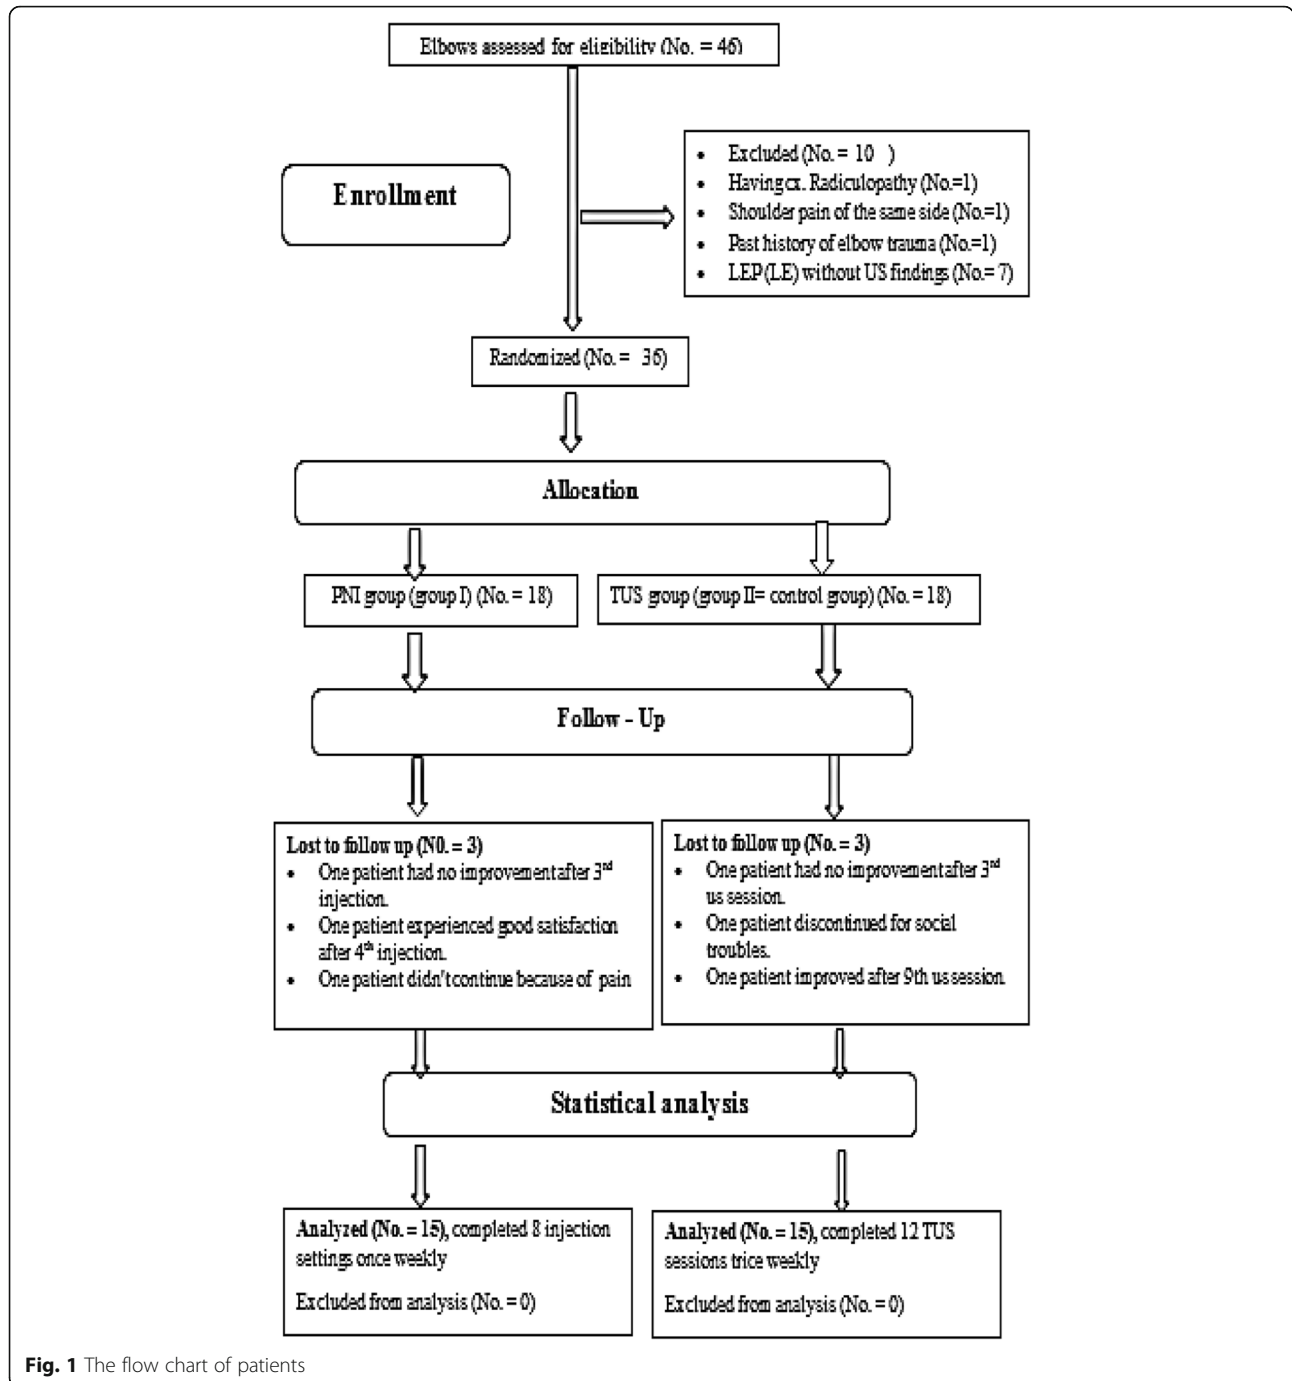 Elbows assessed for eligibility (No. = 46)
Enrollment
• Excluded (No. = 10 )
• Having cx. Radiculopathy (No.=1)
• Shoulder pain of the same side (No.=1)
• Past history of elbow trauma (No.=1)
• LEP (LE) without US findings (No.= 7)
Randomized (No. = 36)
Allocation
PNI group (group I) (No. = 18)
TUS group (group II= control group) (No. = 18)
Follow - Up
Lost to follow up (N0. = 3)
• One patient had no improvement after 3rd
injection.
• One patient experienced good satisfaction
after 4th injection.
• One patient didn't continue because of pain
Lost to follow up (No. = 3)
• One patient had no improvement after 3rd
us session.
• One patient discontinued for social
troubles.
• One patient improved after 9th us session.
Statistical analysis
Analyzed (No. = 15), completed 8 injection
settings once weekly
Excluded from analysis (No. = 0)
Analyzed (No. = 15), completed 12 TUS
sessions trice weekly
Excluded from analysis (No. = 0)
Fig. 1 The flow chart of patients